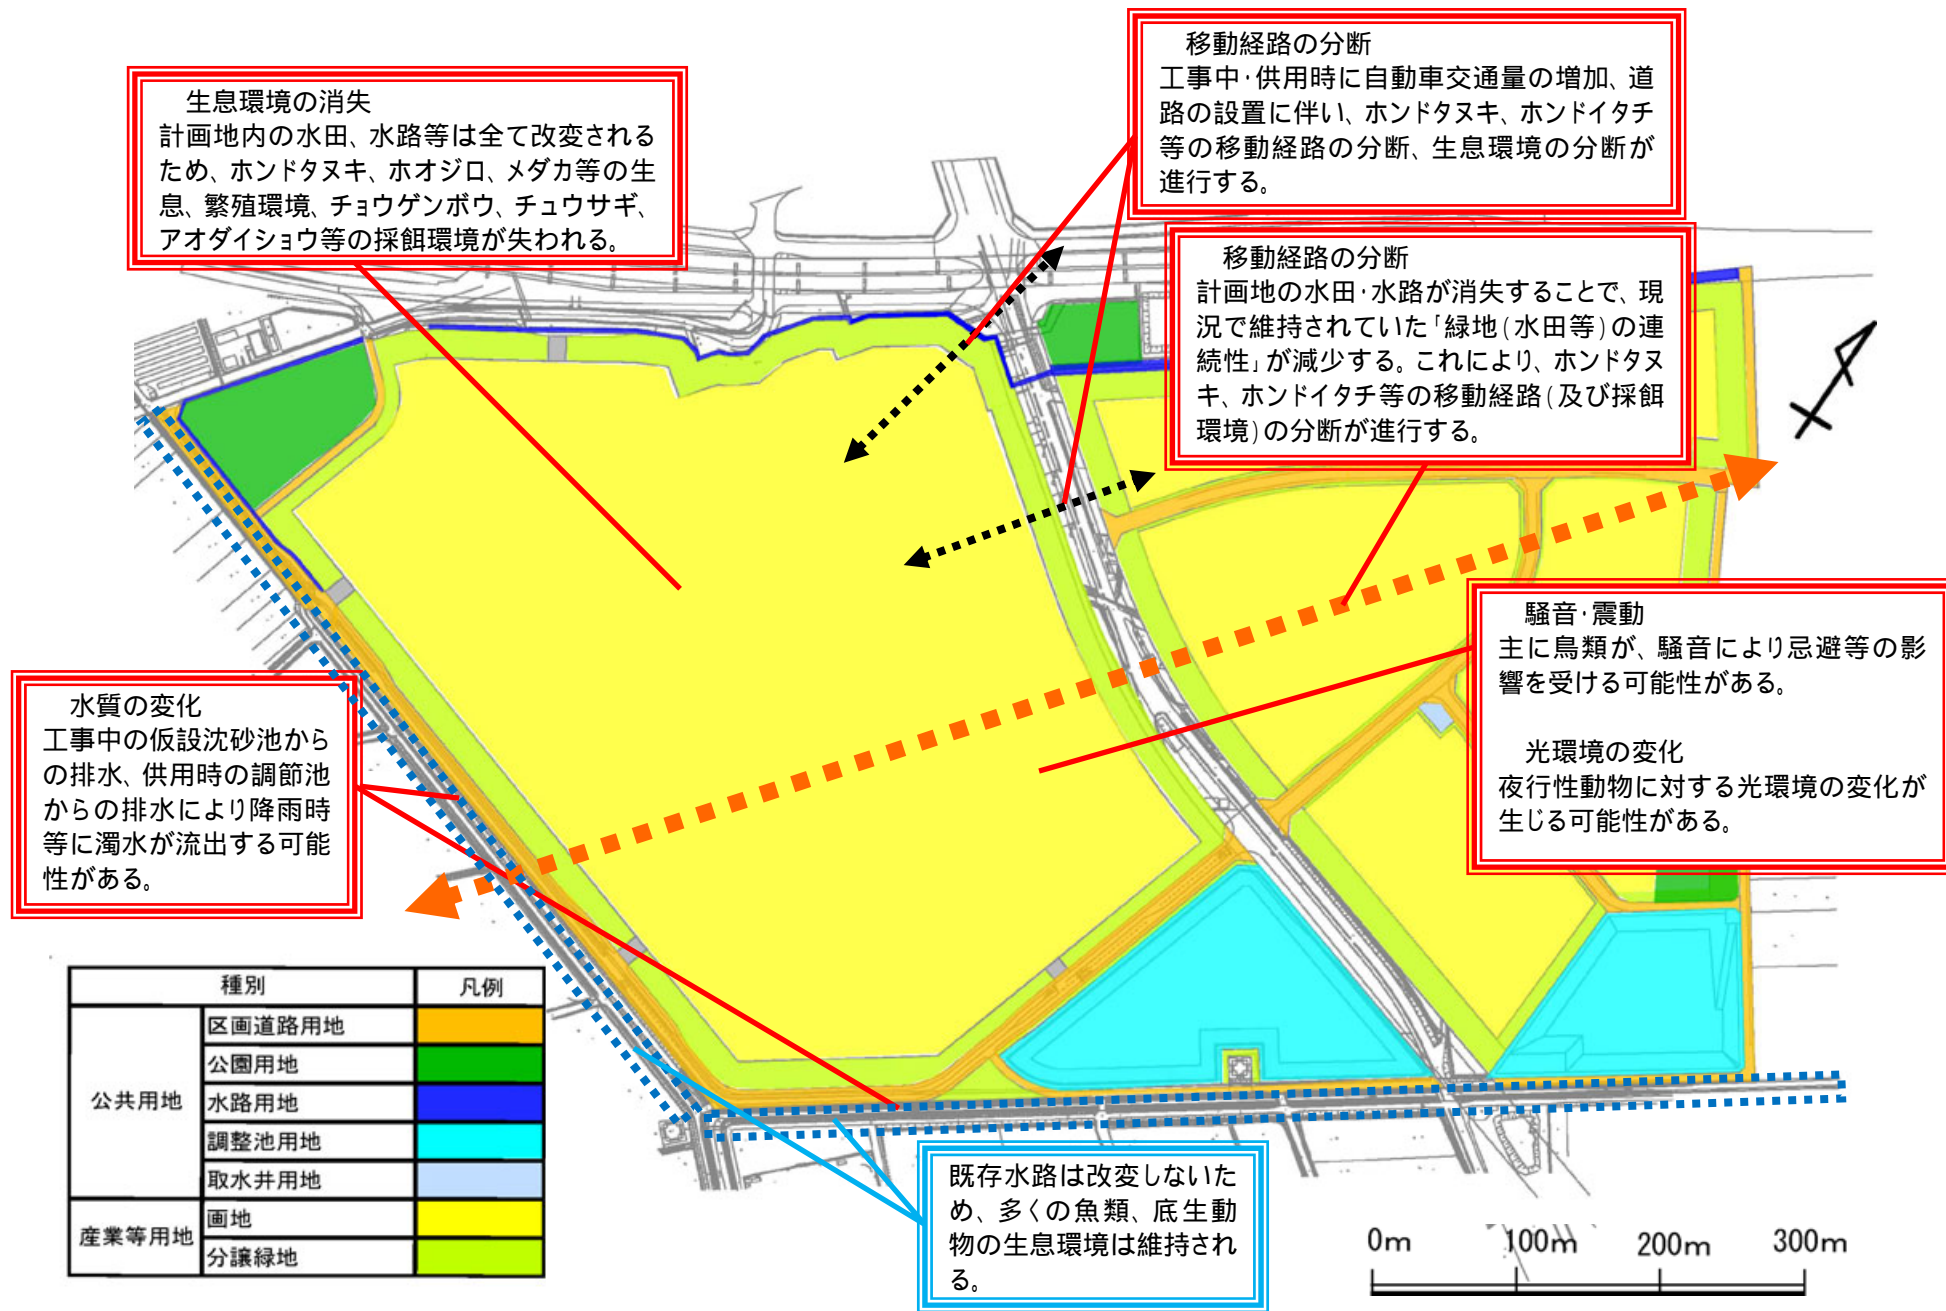 移動経路の分断
工事中・供用時に自動車交通量の増加、道
路の設置に伴い、ホンドタヌキ、ホンドイタチ
等の移動経路の分断、生息環境の分断が
進行する。
生息環境の消失
計画地内の水田、水路等は全て改変される
ため、ホンドタヌキ、ホオジロ、メダカ等の生
息、繁殖環境、チョウゲンボウ、チュウサギ、
アオダイショウ等の採餌環境が失われる。
移動経路の分断
計画地の水田・水路が消失することで、現
況で維持されていた「緑地(水田等)の連
続性」が減少する。これにより、ホンドタヌ
キ、ホンドイタチ等の移動経路(及び採餌
環境)の分断が進行する。
騒音・震動
主に鳥類が、騒音により忌避等の影
響を受ける可能性がある。
光環境の変化
夜行性動物に対する光環境の変化が
生じる可能性がある。
水質の変化
工事中の仮設沈砂池から
の排水、供用時の調節池
からの排水により降雨時
等に濁水が流出する可能
性がある。
種別 凡例
公共用地 区画道路用地
公園用地
水路用地
調整池用地
取水井用地
産業等用地 画地
分譲緑地
既存水路は改変しないた
め、多くの魚類、底生動
物の生息環境は維持され
る。
0m 100m 200m 300m